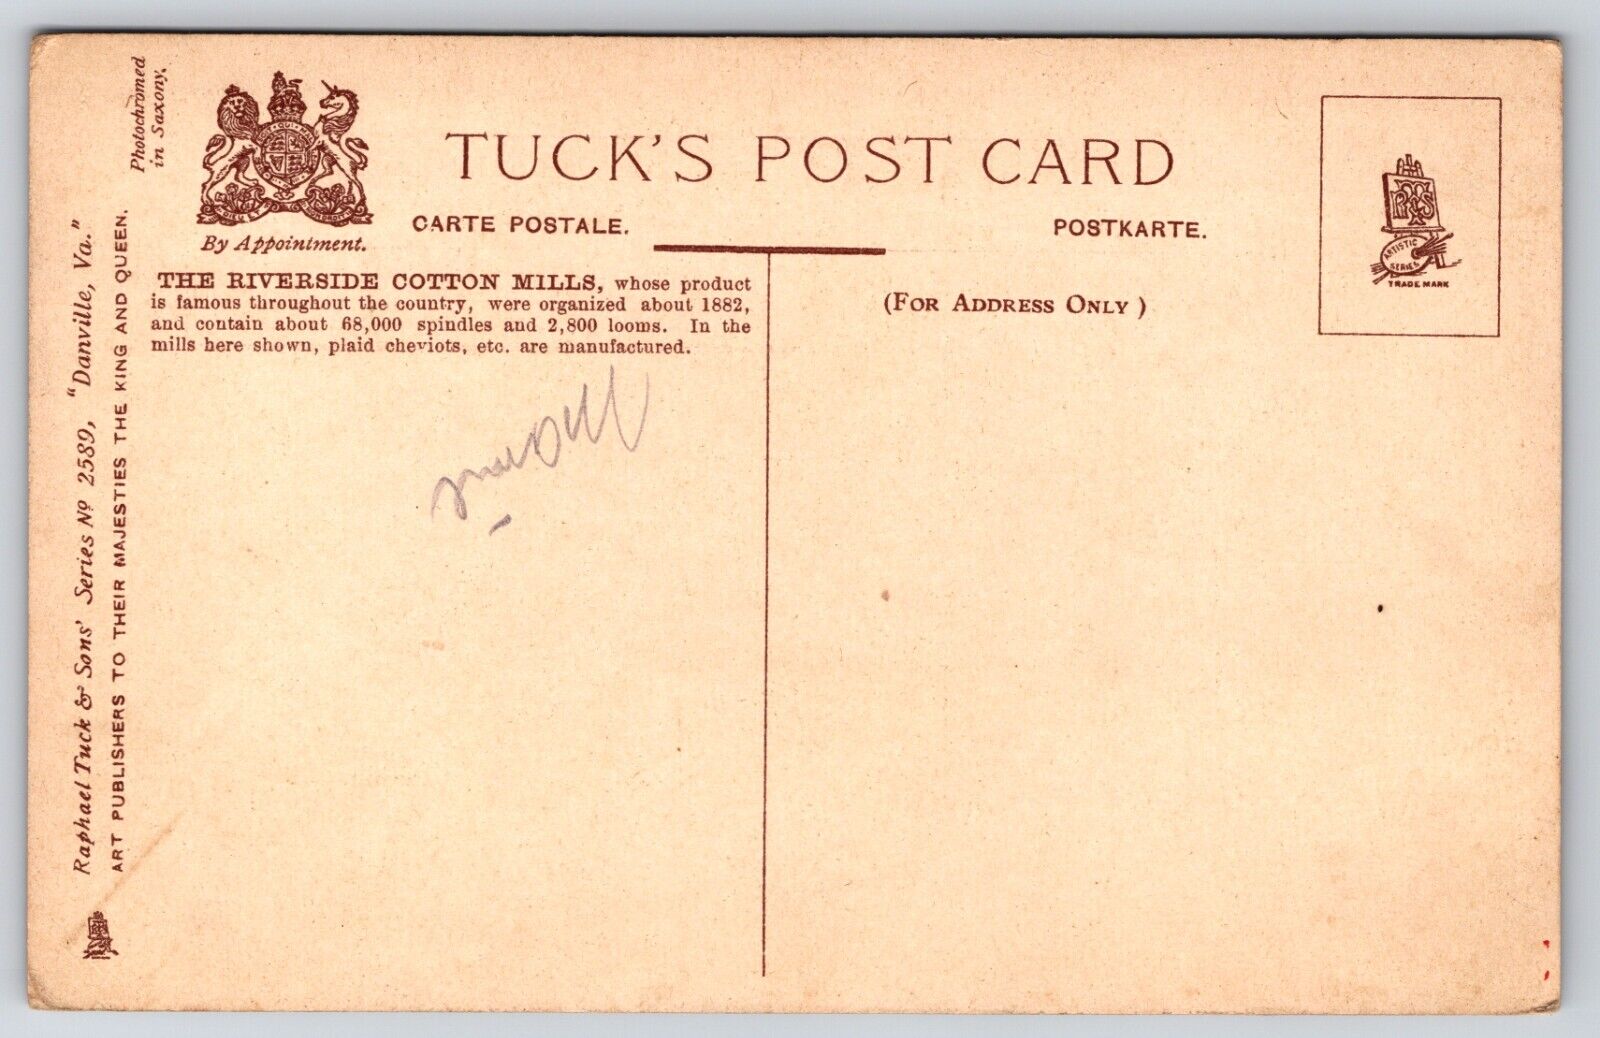 Photochromed
in Saxony.
TUCK'S POST CARD
By Appointment.
CARTE POSTALE.
POSTKARTE.
THE RIVERSIDE COTTON MILLS, whose product
is famous throughout the country, were organized about 1882,
and contain about 68,000 spindles and 2,800 looms. In the
mills here shown, plaid cheviots, etc. are manufactured.
(FOR ADDRESS ONLY )
ARTISTIC
SERIES
TRADE MARK
Raphael Tuck & Sons' Series Nº 2589, "Danville, Va."
ART PUBLISHERS TO THEIR MAJESTIES THE KING AND QUEEN.